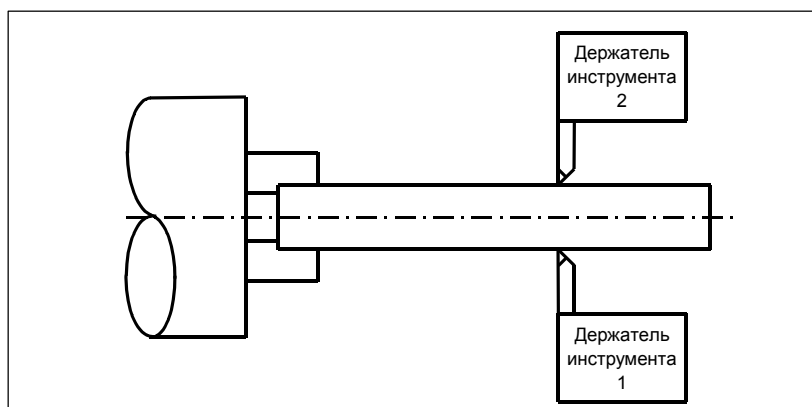 Держатель
инструмента
2
Держатель
инструмента
1